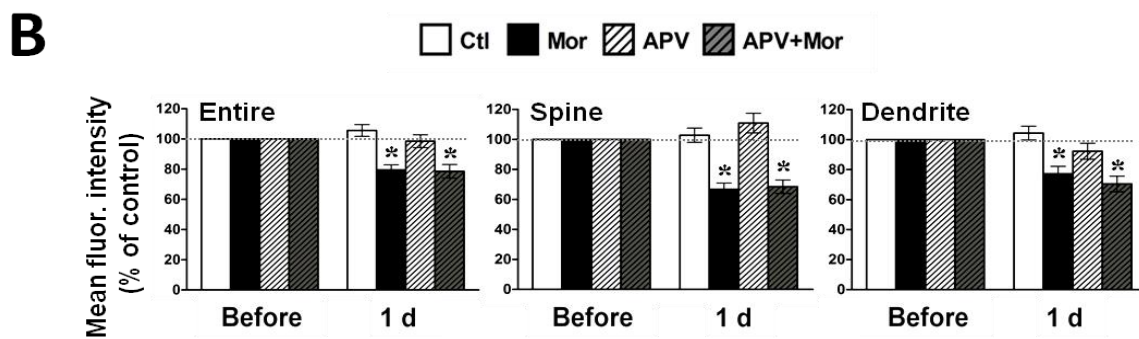 B
Ctl Mor APV APV+Mor
Mean fluor. intensity
(% of control)
Entire
120
100
80
60
40
20
0
* *
Before 1 d
Spine
120
100
80
60
40
20
0
* *
Before 1 d
Dendrite
120
100
80
60
40
20
0
* *
Before 1 d